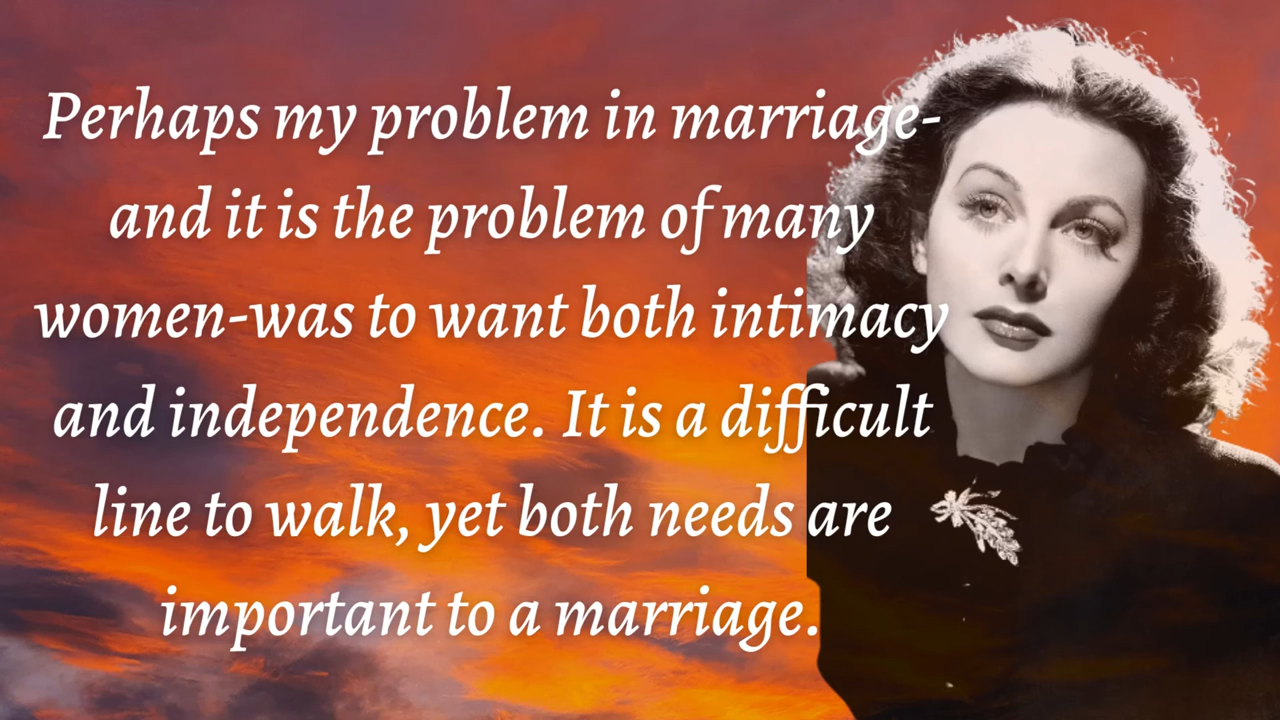 Perhaps my problem in marriage-
and it is the problem of many
women-was to want both intimacy
and independence. It is a difficult
line to walk, yet both needs are
important to a marriage.